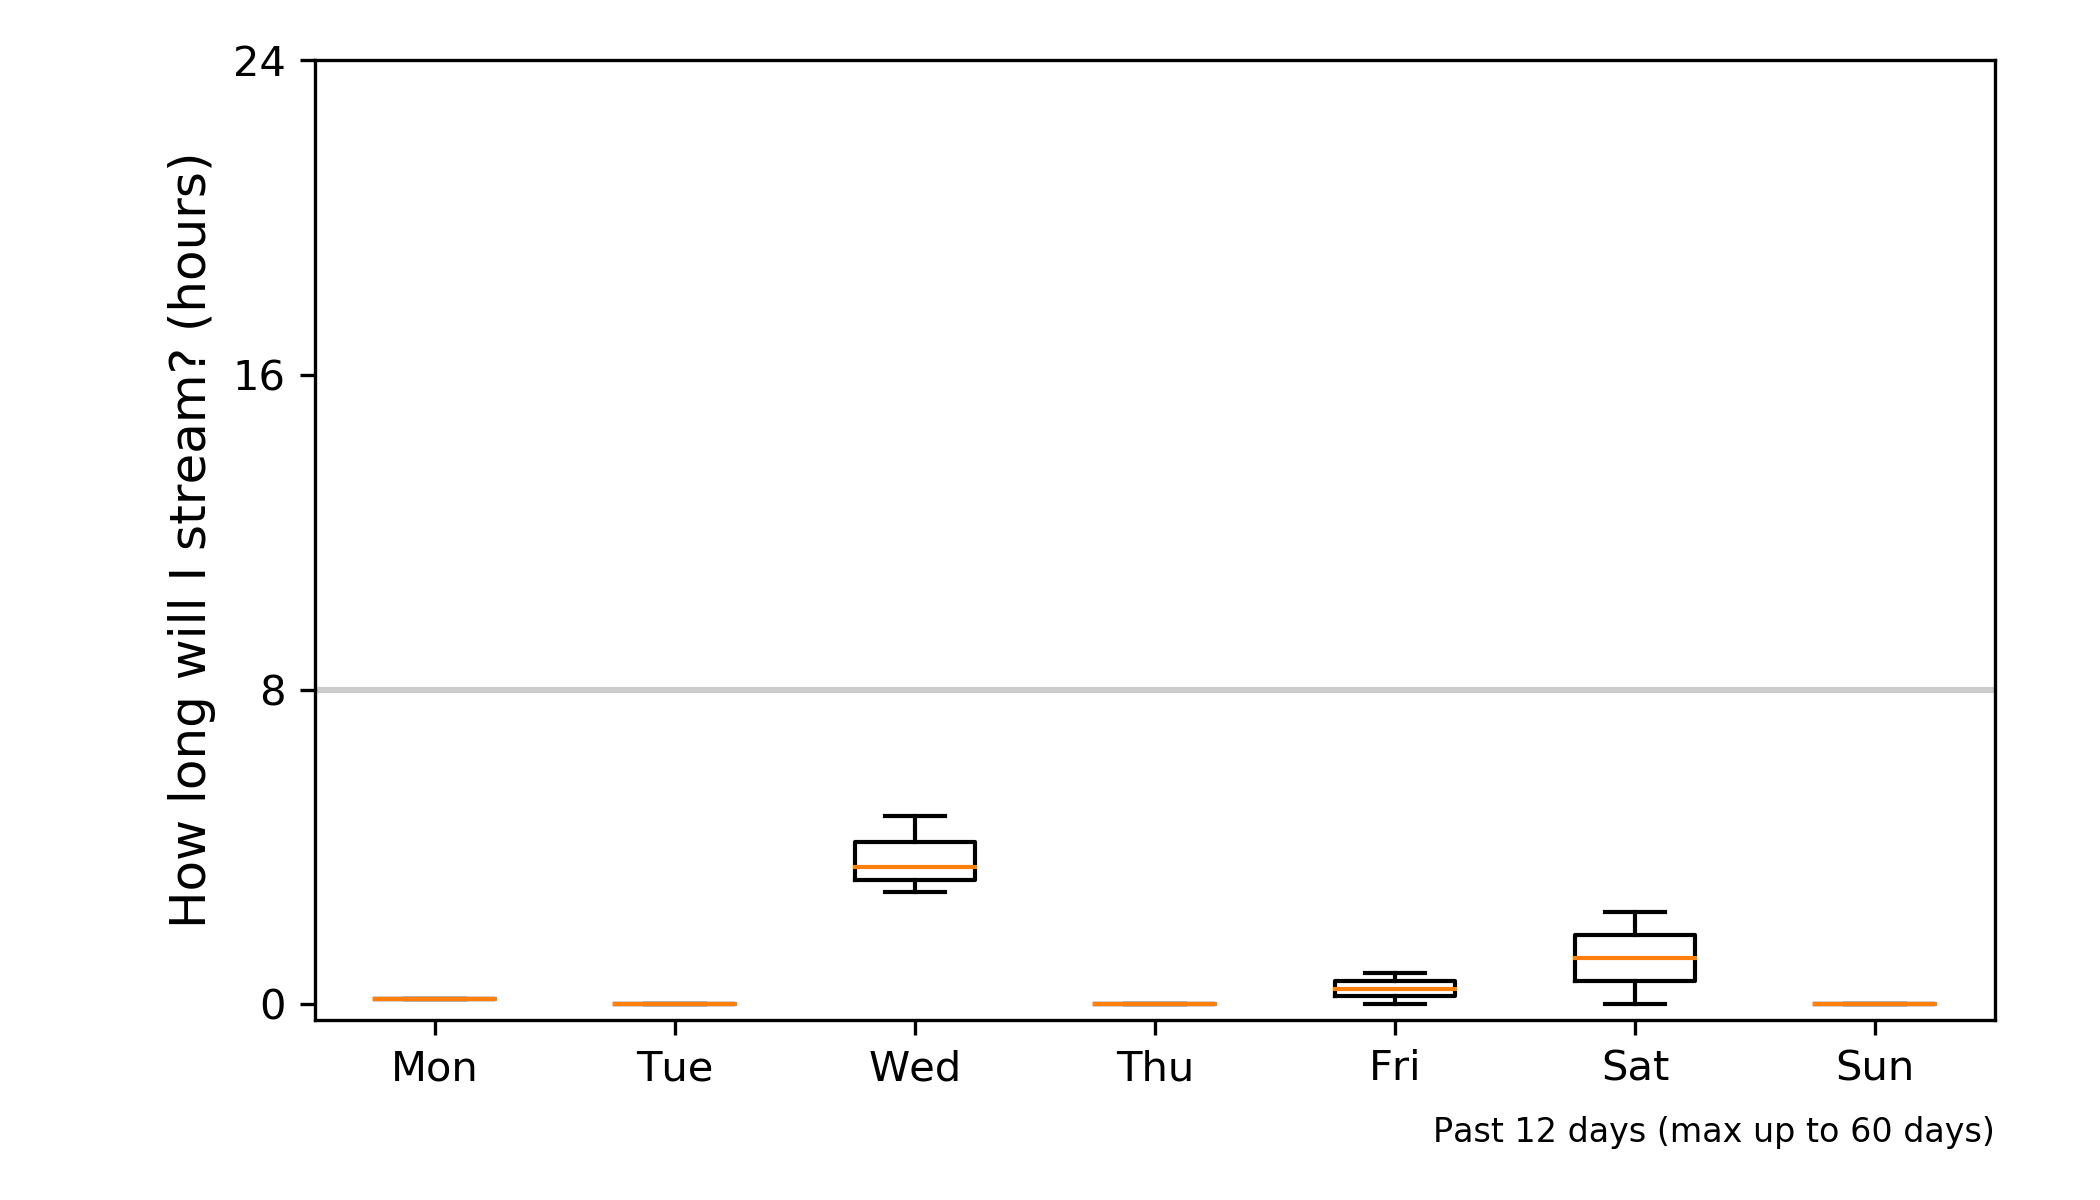 How long will I stream? (hours)
24
16
8
0
Mon Tue Wed Thu Fri Sat Sun
Past 12 days (max up to 60 days)